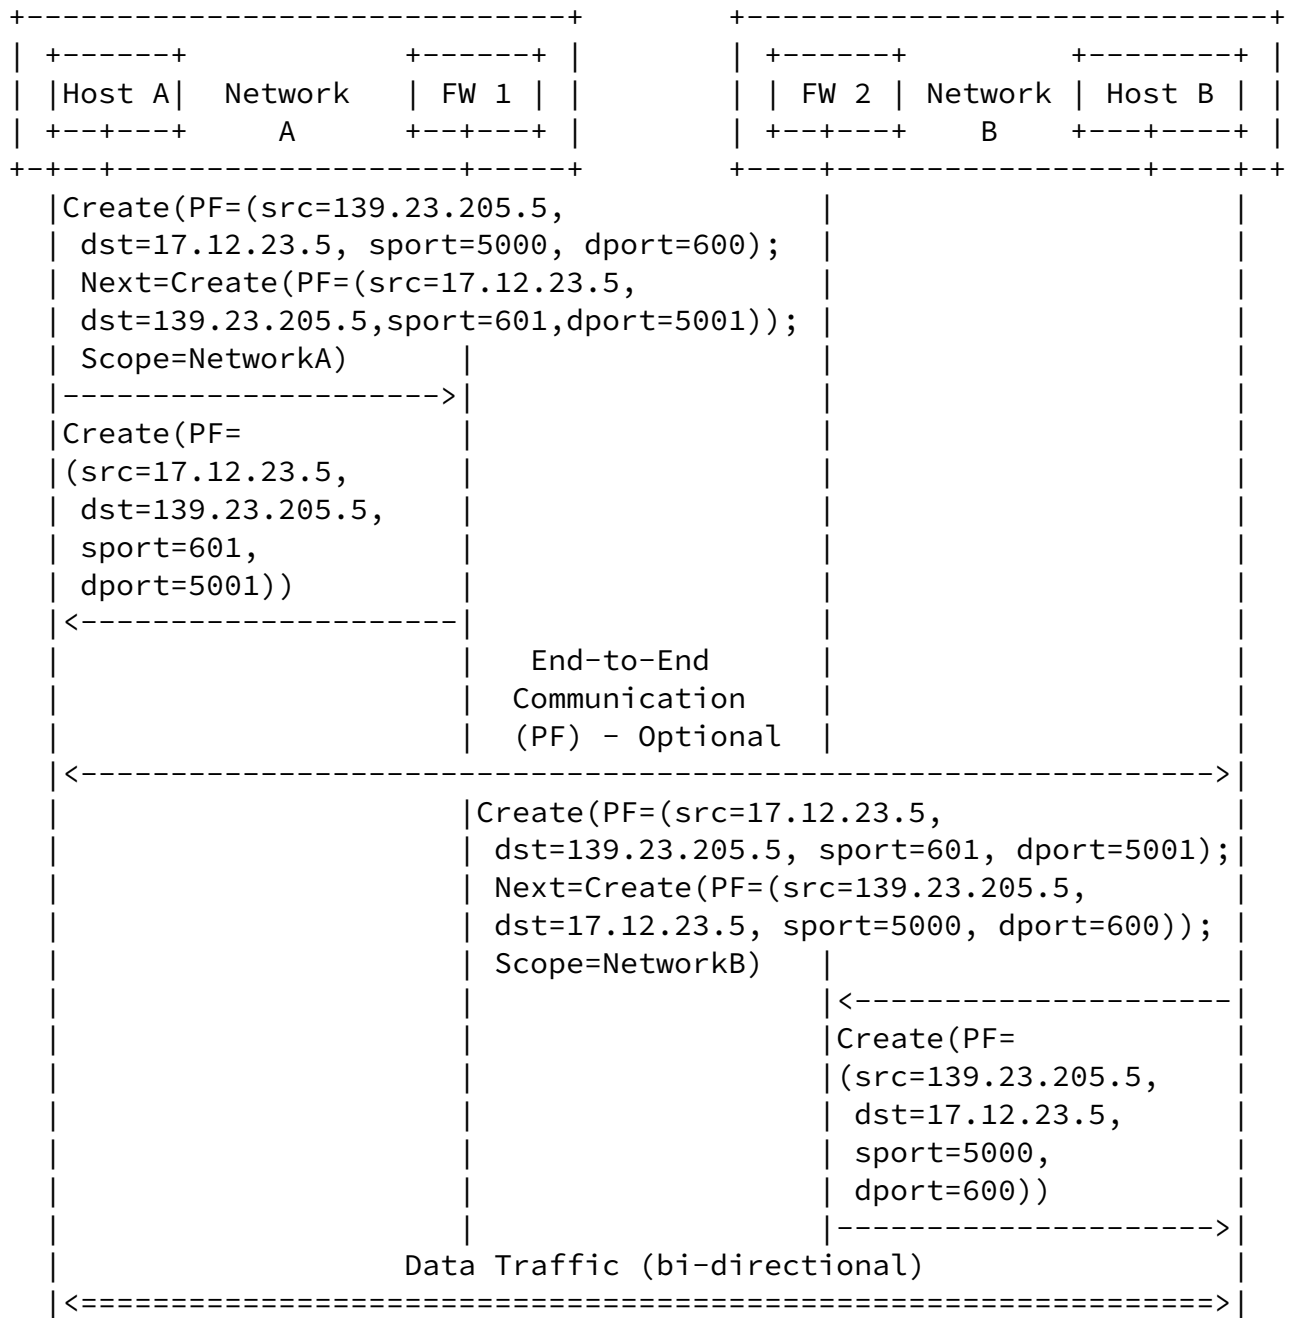 Host A Network FW 1 FW 2 Network Host B
A B
Create(PF=(src=139.23.205.5,
dst=17.12.23.5, sport=5000, dport=600);
Next=Create(PF=(src=17.12.23.5,
dst=139.23.205.5,sport=601,dport=5001));
Scope=NetworkA)
Create(PF=
(src=17.12.23.5,
dst=139.23.205.5,
sport=601,
dport=5001))
End-to-End
Communication
(PF) - Optional
Create(PF=(src=17.12.23.5,
dst=139.23.205.5, sport=601, dport=5001);
Next=Create(PF=(src=139.23.205.5,
dst=17.12.23.5, sport=5000, dport=600));
Scope=NetworkB)
Create(PF=
(src=139.23.205.5,
dst=17.12.23.5,
sport=5000,
dport=600))
Data Traffic (bi-directional)